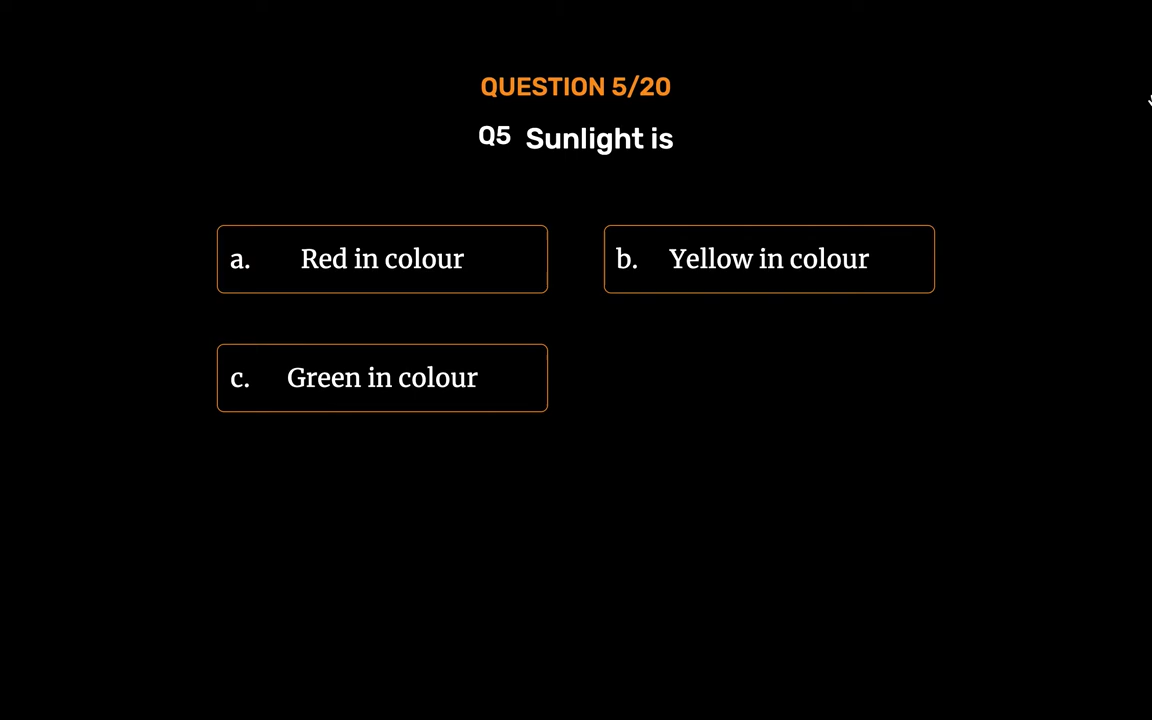 QUESTION 5/20
Q5 Sunlight is
a. Red in colour
b. Yellow in colour
c. Green in colour